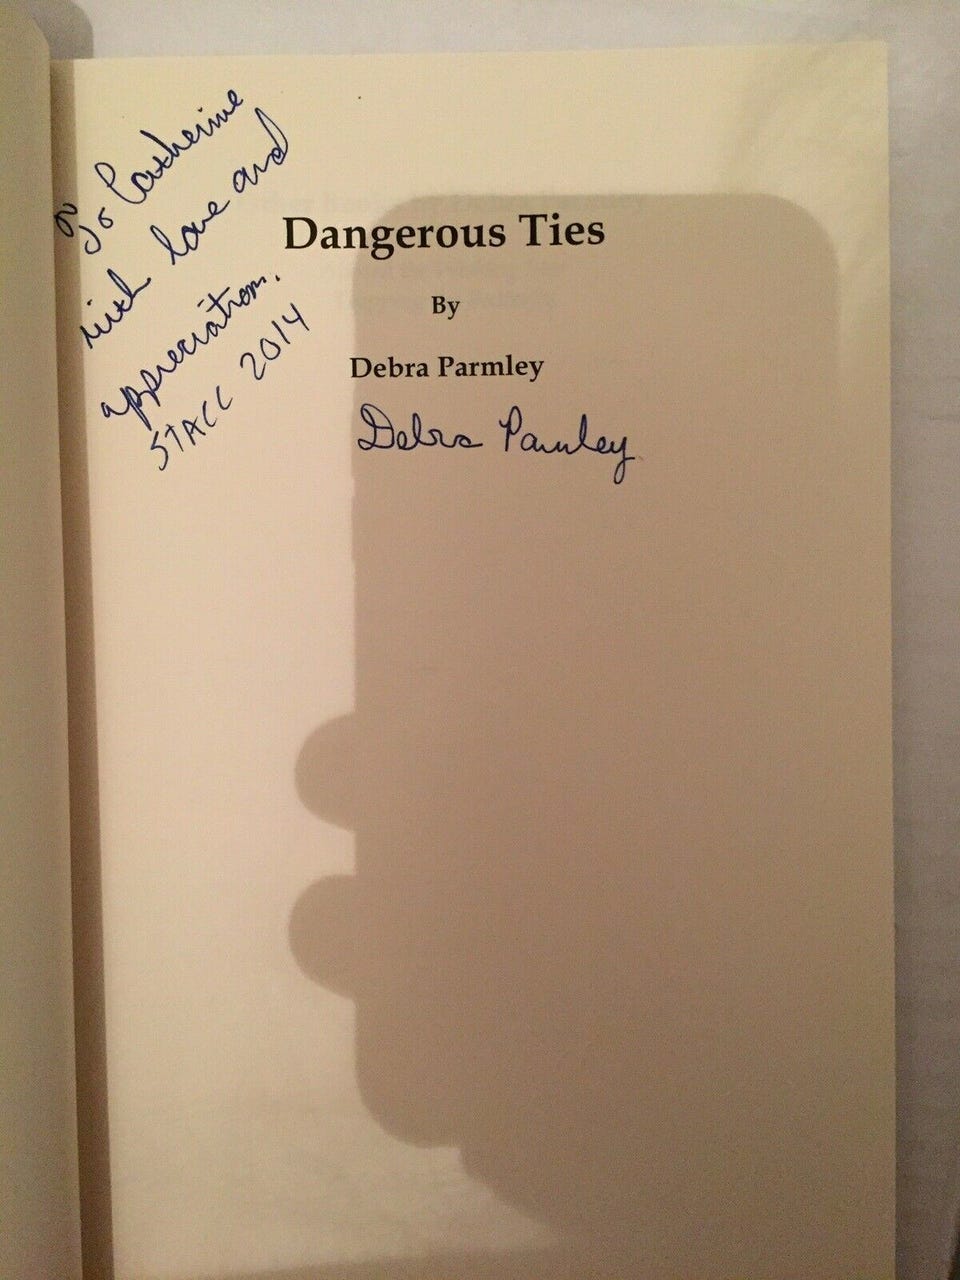 To Catherine
with love and
appreciation.
STACC 2014
Dangerous Ties
By
Debra Parmley
Debra Parmley